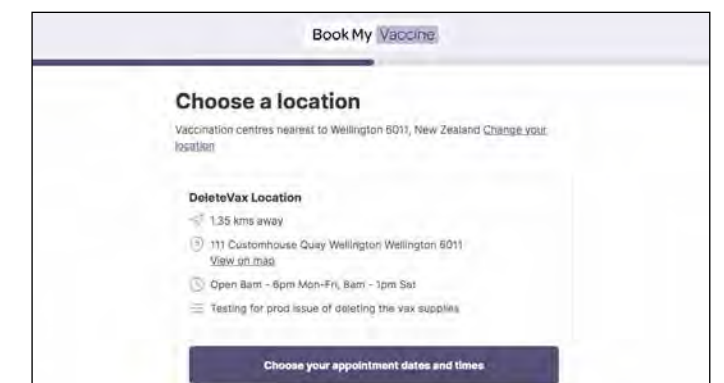 Book My Vaccine
Choose a location
Vaccination centres nearest to Wellington 6011, New Zealand Change your
location
DeleteVax Location
1.35 kms away
111 Customhouse Quay Wellington Wellington 6011
View on map
Open 8am - 6pm Mon-Fri, 8am - 1pm Sat
Testing for prod issue of deleting the vax supplies
Choose your appointment dates and times